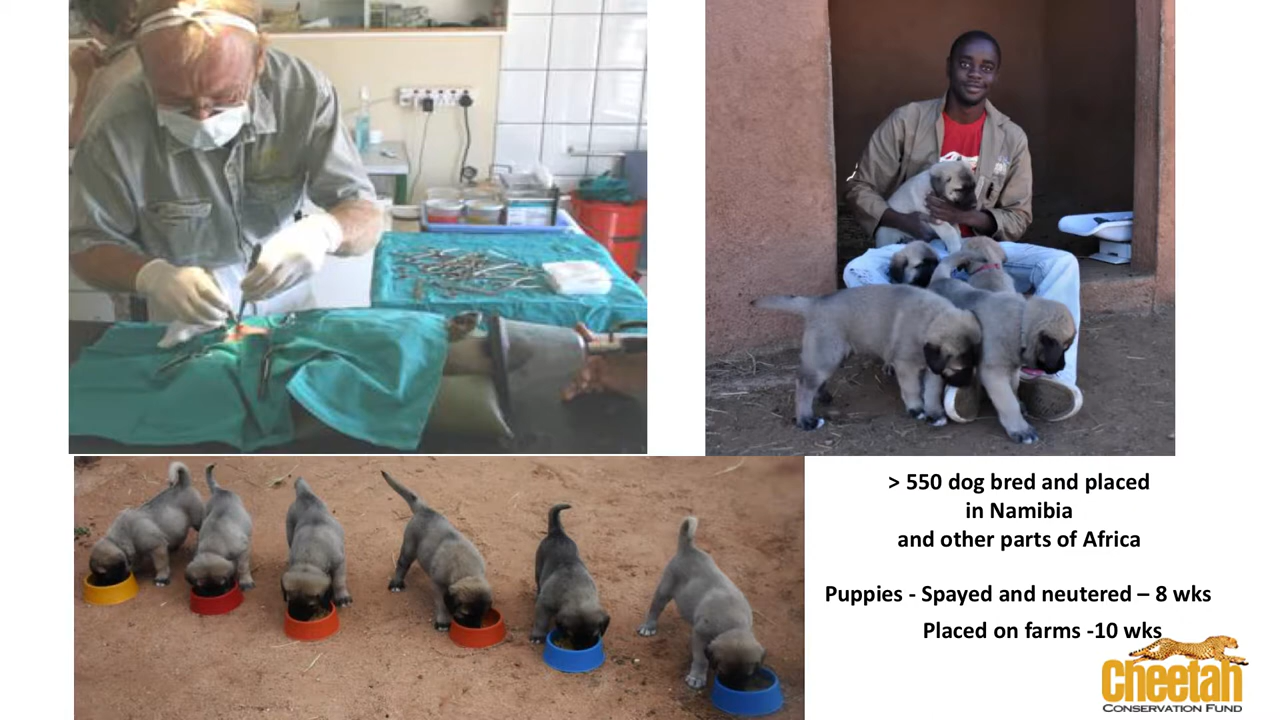 > 550 dog bred and placed
in Namibia
and other parts of Africa
Puppies - Spayed and neutered – 8 wks
Placed on farms -10 wks
Cheetah
CONSERVATION FUND